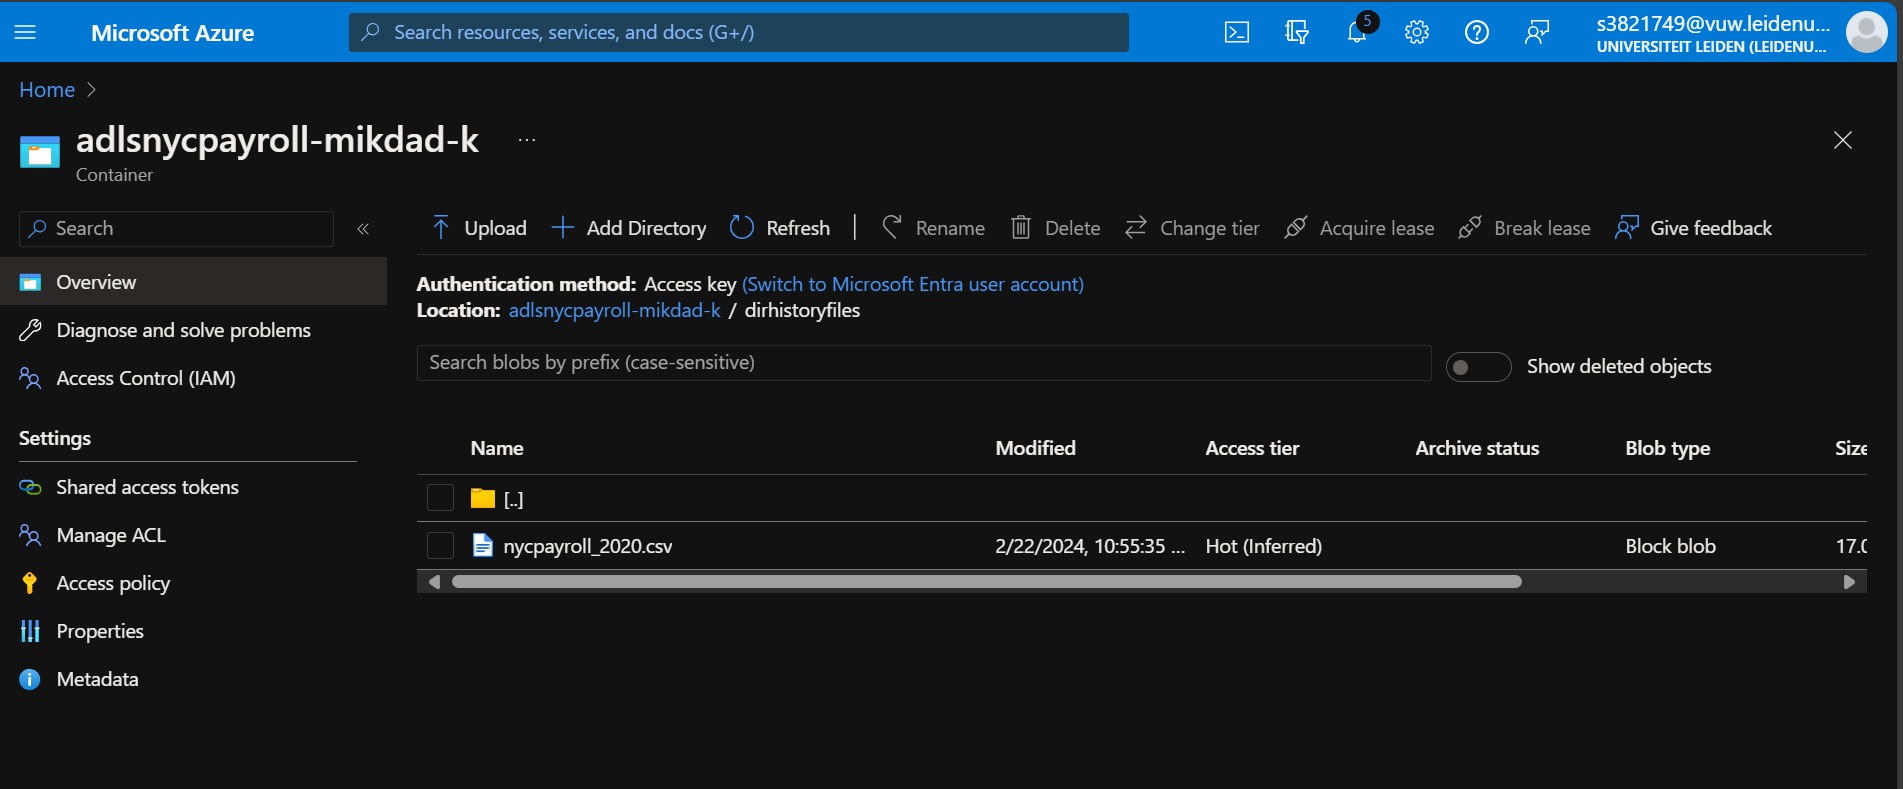 Microsoft Azure
Search resources, services, and docs (G+/)
5
s3821749@vuw.leidenu...
UNIVERSITEIT LEIDEN (LEIDENU...
Home
adlsnycpayroll-mikdad-k ...
Container
Search
Upload
Add Directory
Refresh
Rename
Delete
Change tier
Acquire lease
Break lease
Give feedback
Overview
Diagnose and solve problems
Access Control (IAM)
Settings
Shared access tokens
Manage ACL
Access policy
Properties
Metadata
Authentication method: Access key (Switch to Microsoft Entra user account)
Location: adlsnycpayroll-mikdad-k / dirhistoryfiles
Search blobs by prefix (case-sensitive)
Show deleted objects
Name Modified Access tier Archive status Blob type Size
[..]
nycpayroll_2020.csv 2/22/2024, 10:55:35 ... Hot (Inferred) Block blob 17.0